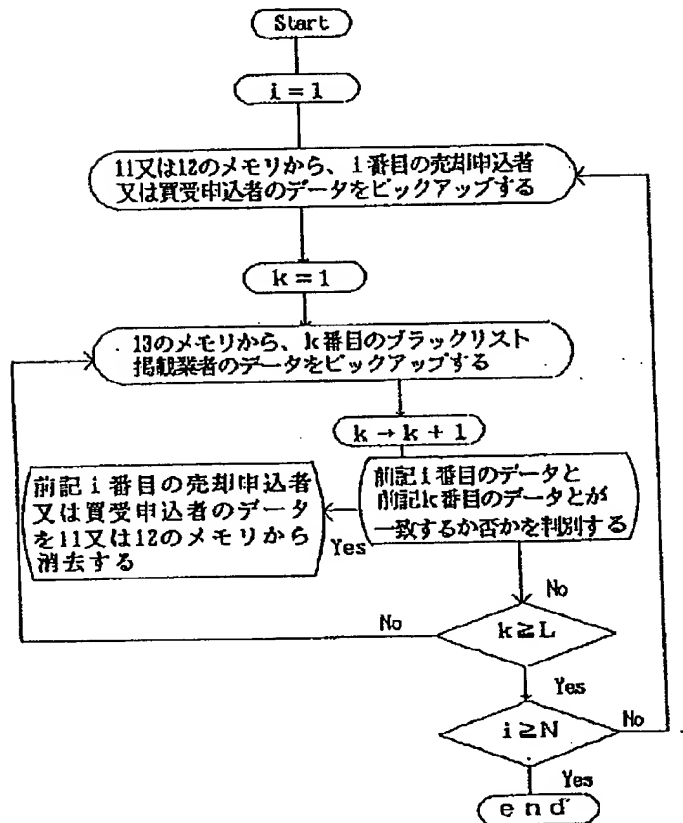 Start
i=1
11又は12のメモリから、i番目の売却申込者
又は買受申込者のデータをピックアップする
k=1
13のメモリから、k番目のブラックリスト
掲載業者のデータをピックアップする
k→k+1
前記i番目のデータと
前記k番目のデータとが
一致するか否かを判別する
Yes
前記i番目の売却申込者
又は買受申込者のデータ
を11又は12のメモリから
消去する
No
k≧L
No
Yes
i≧N
No
Yes
end